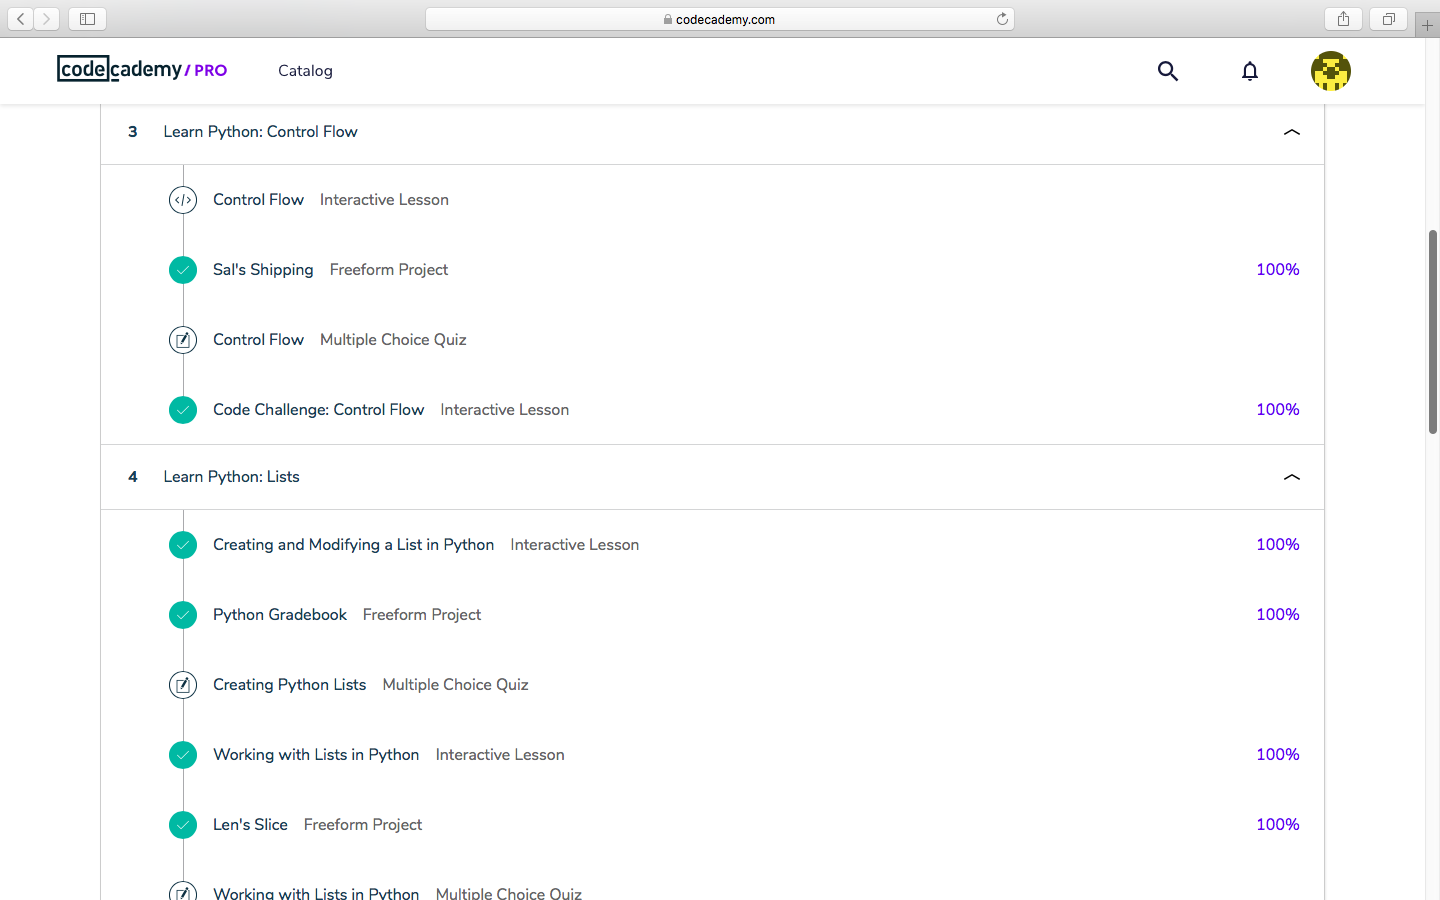 codecademy.com
codecademy/PRO Catalog
3 Learn Python: Control Flow
</> Control Flow Interactive Lesson
Sal's Shipping Freeform Project 100%
Control Flow Multiple Choice Quiz
Code Challenge: Control Flow Interactive Lesson 100%
4 Learn Python: Lists
Creating and Modifying a List in Python Interactive Lesson 100%
Python Gradebook Freeform Project 100%
Creating Python Lists Multiple Choice Quiz
Working with Lists in Python Interactive Lesson 100%
Len's Slice Freeform Project 100%
Working with Lists in Python Multiple Choice Quiz